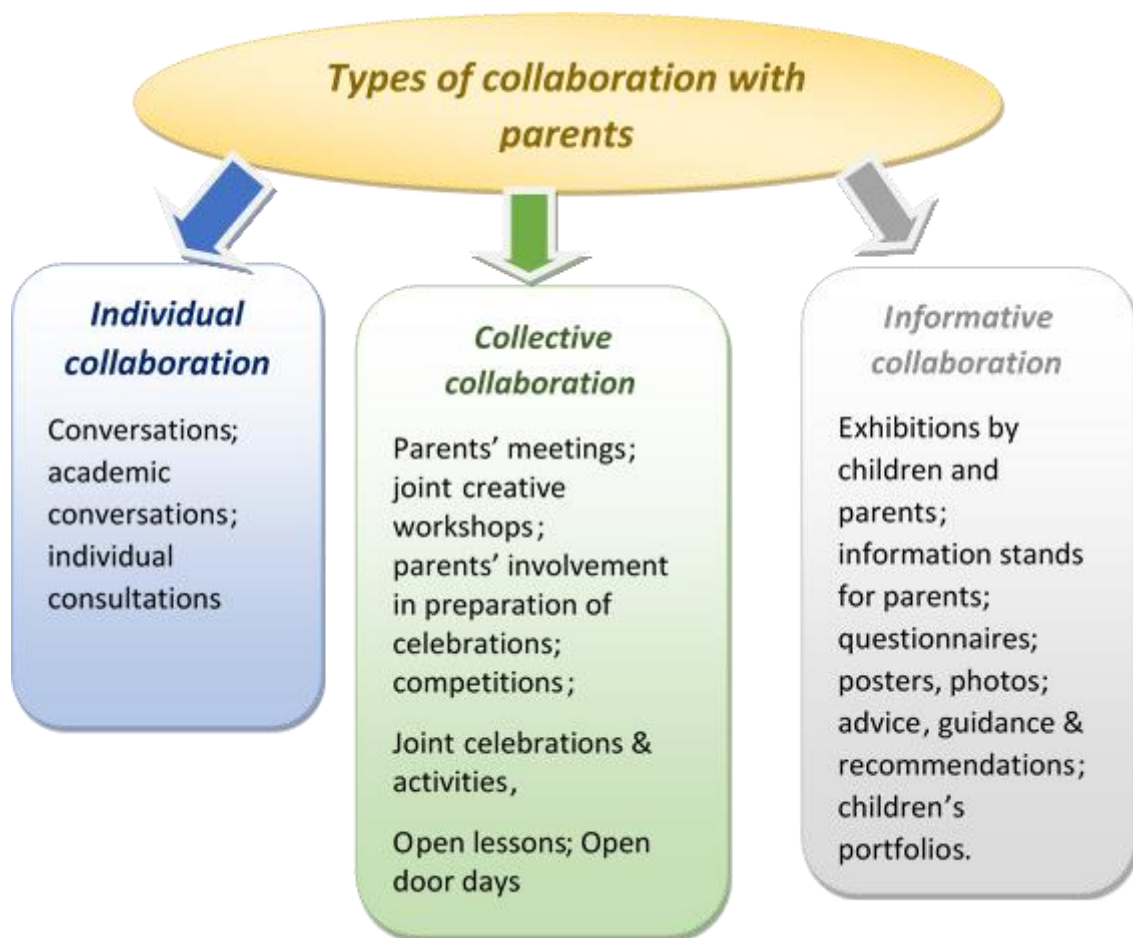 Types of collaboration with
parents
Individual
collaboration
Conversations;
academic
conversations;
individual
consultations
Collective
collaboration
Parents’ meetings;
joint creative
workshops;
parents’ involvement
in preparation of
celebrations;
competitions;
Joint celebrations &
activities,
Open lessons; Open
door days
Informative
collaboration
Exhibitions by
children and
parents;
information stands
for parents;
questionnaires;
posters, photos;
advice, guidance &
recommendations;
children’s
portfolios.